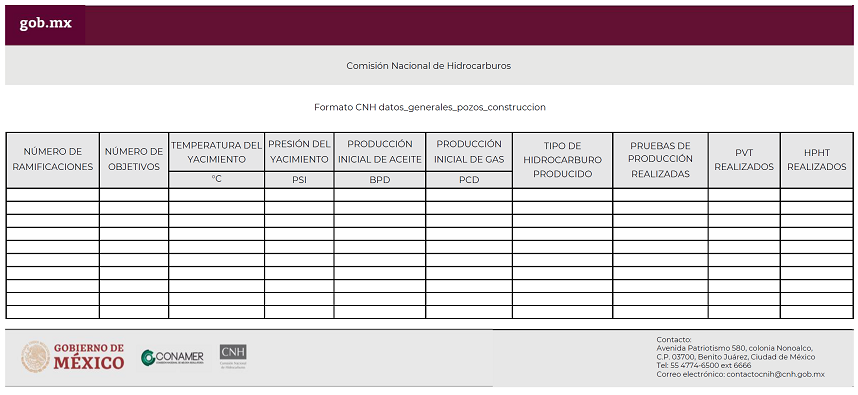 gob.mx
Comisión Nacional de Hidrocarburos
Formato CNH datos_generales_pozos_construccion
NÚMERO DE
RAMIFICACIONES
NÚMERO DE
OBJETIVOS
TEMPERATURA DEL
YACIMIENTO
°C
PRESIÓN DEL
YACIMIENTO
PSI
PRODUCCIÓN
INICIAL DE ACEITE
BPD
PRODUCCIÓN
INICIAL DE GAS
PCD
TIPO DE
HIDROCARBURO
PRODUCIDO
PRUEBAS DE
PRODUCCIÓN
REALIZADAS
PVT
REALIZADOS
HPHT
REALIZADOS
GOBIERNO DE
MÉXICO
CONAMER
CNH
Contacto:
Avenida Patriotismo 580, colonia Nonoalco,
C.P. 03700, Benito Juárez, Ciudad de México
Tel: 55 4774-6500 ext 6666
Correo electrónico: contactocnih@cnh.gob.mx